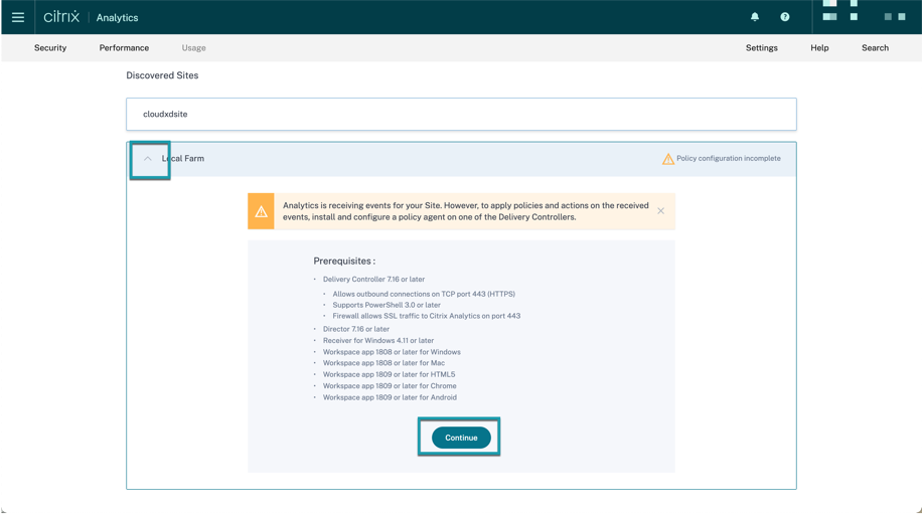 citrix | Analytics
Security Performance Usage Settings Help Search
Discovered Sites
cloudxdsite
Local Farm Policy configuration incomplete
Analytics is receiving events for your Site. However, to apply policies and actions on the received
events, install and configure a policy agent on one of the Delivery Controllers.
Prerequisites :
• Delivery Controller 7.16 or later
• Allows outbound connections on TCP port 443 (HTTPS)
• Supports PowerShell 3.0 or later
• Firewall allows SSL traffic to Citrix Analytics on port 443
• Director 7.16 or later
• Receiver for Windows 4.11 or later
• Workspace app 1808 or later for Windows
• Workspace app 1808 or later for Mac
• Workspace app 1809 or later for HTML5
• Workspace app 1809 or later for Chrome
• Workspace app 1809 or later for Android
Continue